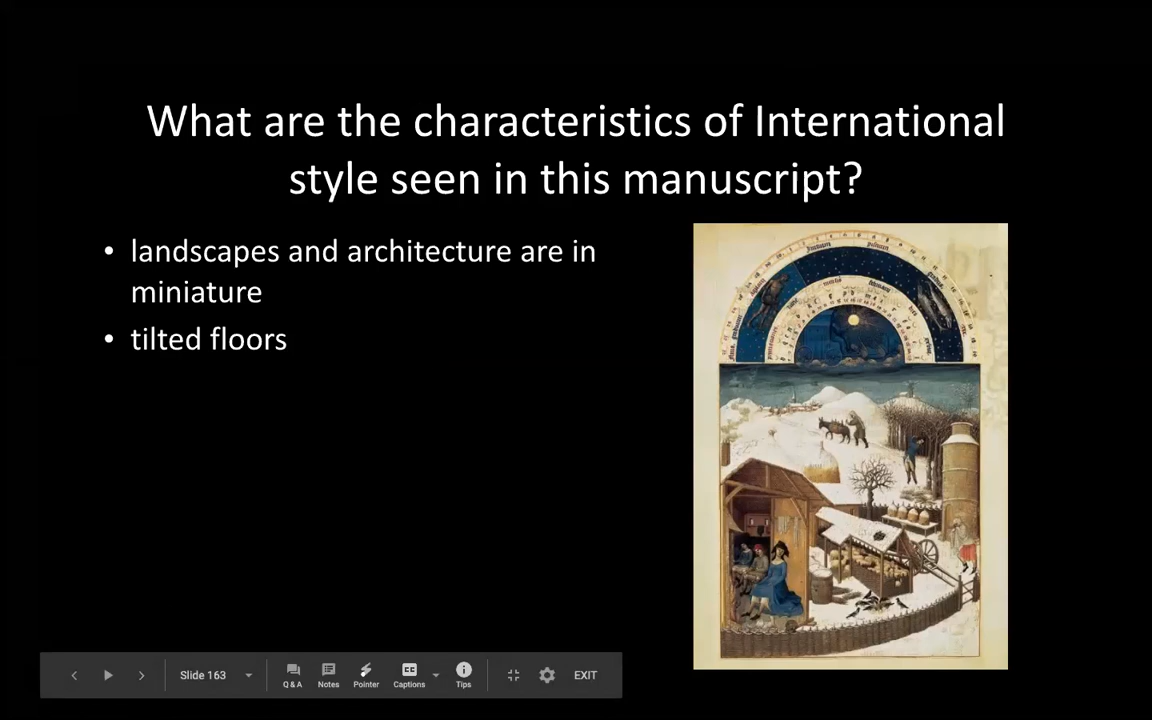 What are the characteristics of International
style seen in this manuscript?
• landscapes and architecture are in
miniature
• tilted floors
Slide 163
Q & A
Notes
Pointer
Captions
Tips
EXIT